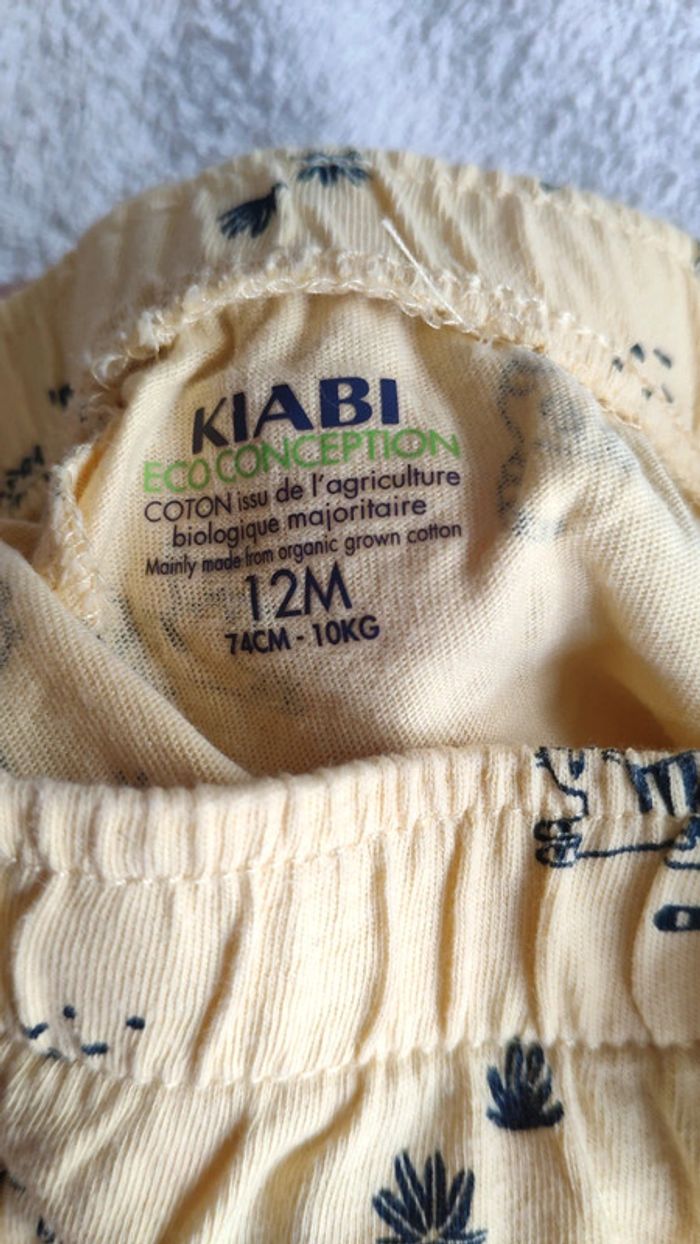 KIABI
ECO CONCEPTION
COTON issu de l'agriculture
biologique majoritaire
Mainly made from organic grown cotton
12M
74CM - 10KG